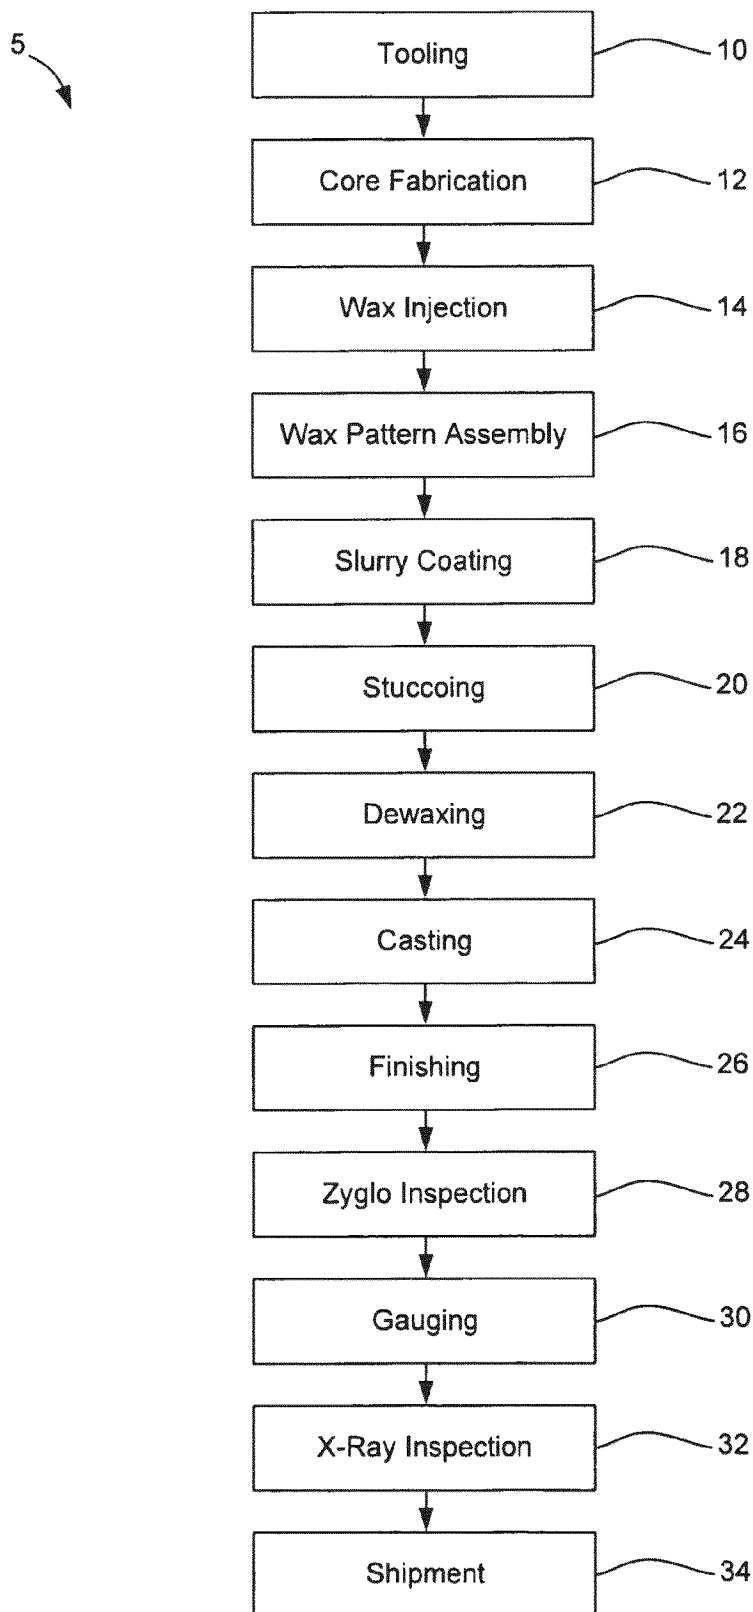 5
Tooling 10
Core Fabrication 12
Wax Injection 14
Wax Pattern Assembly 16
Slurry Coating 18
Stuccoing 20
Dewaxing 22
Casting 24
Finishing 26
Zyglo Inspection 28
Gauging 30
X-Ray Inspection 32
Shipment 34